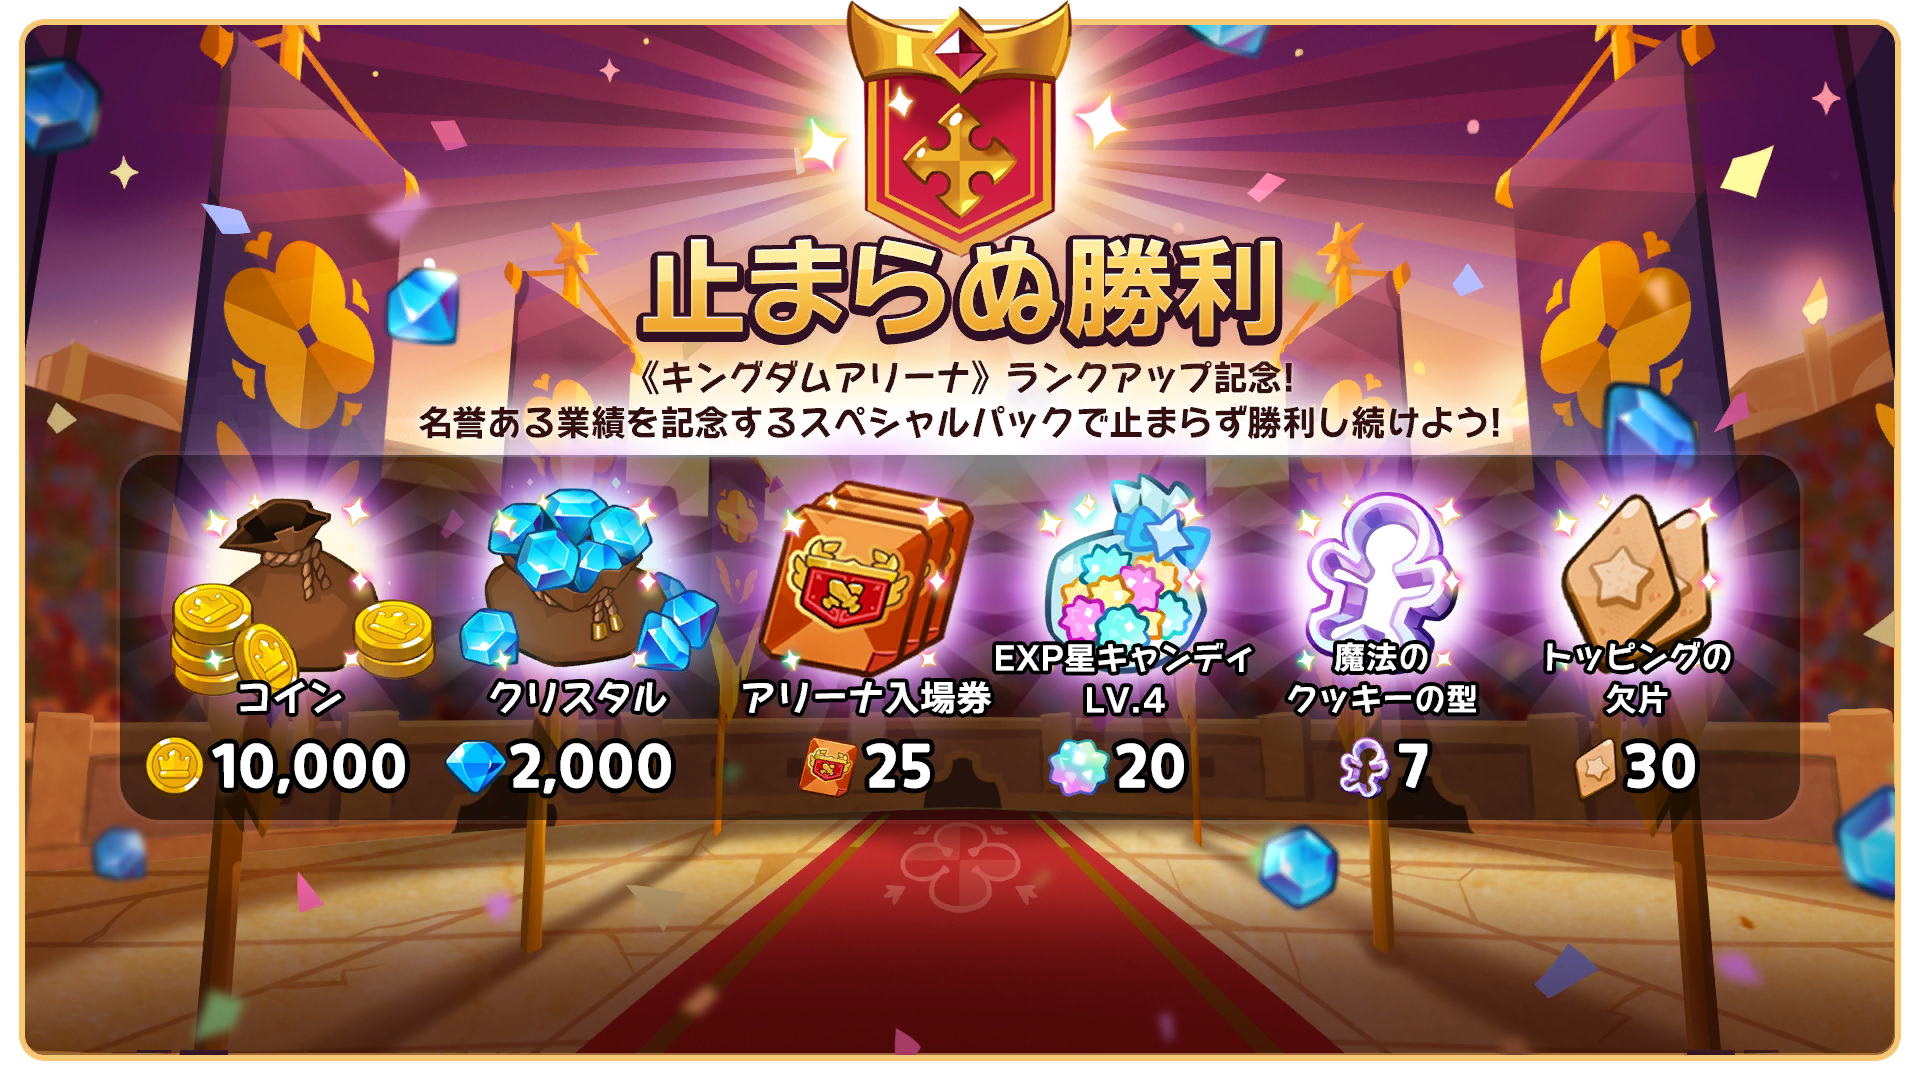 止まらぬ勝利
《キングダムアリーナ》ランクアップ記念!
名誉ある業績を記念するスペシャルパックで止まらず勝利し続けよう!
コイン
10,000
クリスタル
2,000
アリーナ入場券
25
EXP星キャンディ
LV.4
20
魔法の
クッキーの型
7
トッピングの
欠片
30